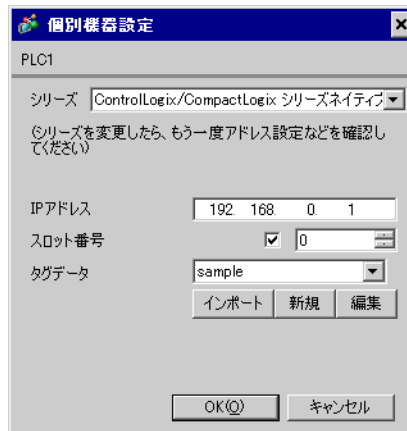 個別機器設定
PLC1
シリーズ ControlLogix/CompactLogix シリーズネイティブ
(シリーズを変更したら、もう一度アドレス設定などを確認し
てください)
IPアドレス 192. 168. 0. 1
スロット番号 0
タグデータ sample
インポート 新規 編集
OK(O) キャンセル